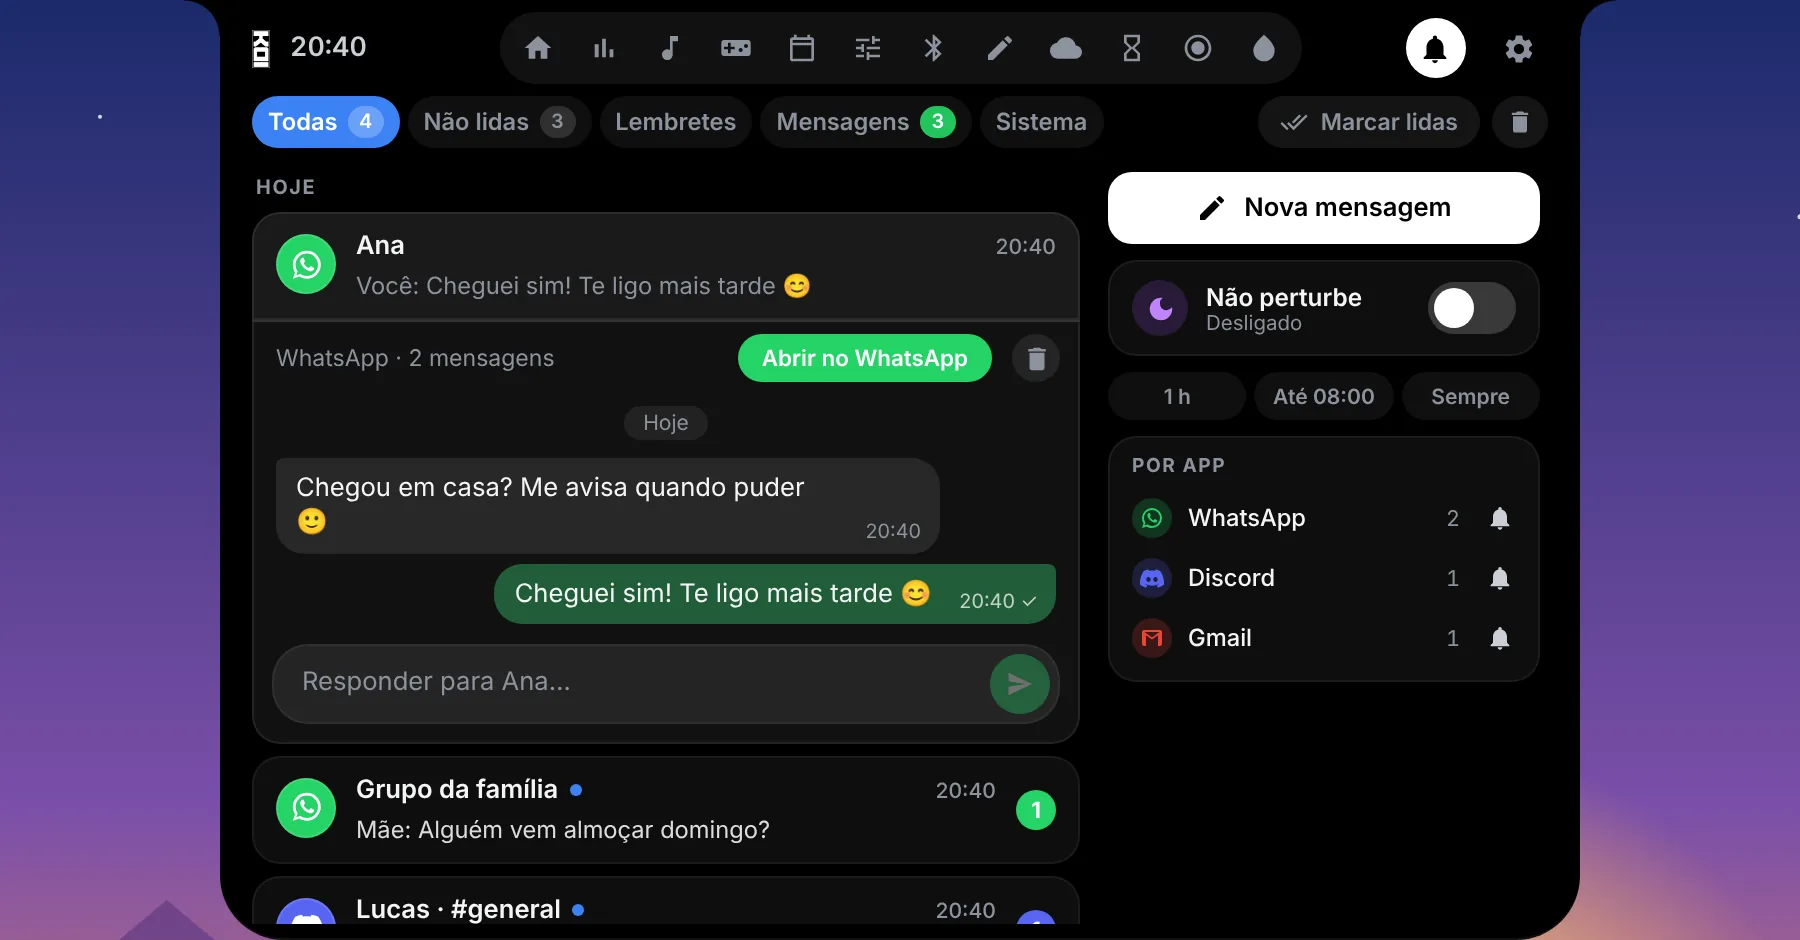 KOI
20:40
Todas 4
Não lidas 3
Lembretes
Mensagens 3
Sistema
Marcar lidas
HOJE
Ana
20:40
Você: Cheguei sim! Te ligo mais tarde 😊
WhatsApp · 2 mensagens
Abrir no WhatsApp
Hoje
Chegou em casa? Me avisa quando puder
🙂
20:40
Cheguei sim! Te ligo mais tarde 😊
20:40 ✓
Responder para Ana...
Grupo da família
20:40
1
Mãe: Alguém vem almoçar domingo?
Lucas · #general
20:40
Nova mensagem
Não perturbe
Desligado
1 h
Até 08:00
Sempre
POR APP
WhatsApp 2
Discord 1
Gmail 1